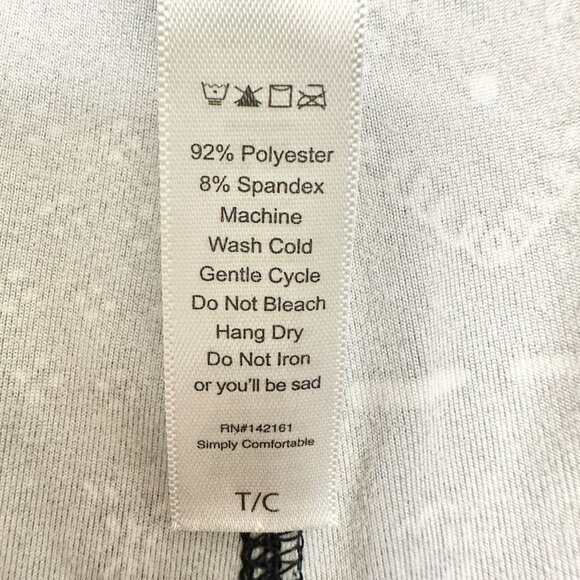 92% Polyester
8% Spandex
Machine
Wash Cold
Gentle Cycle
Do Not Bleach
Hang Dry
Do Not Iron
or you'll be sad
RN#142161
Simply Comfortable
T/C